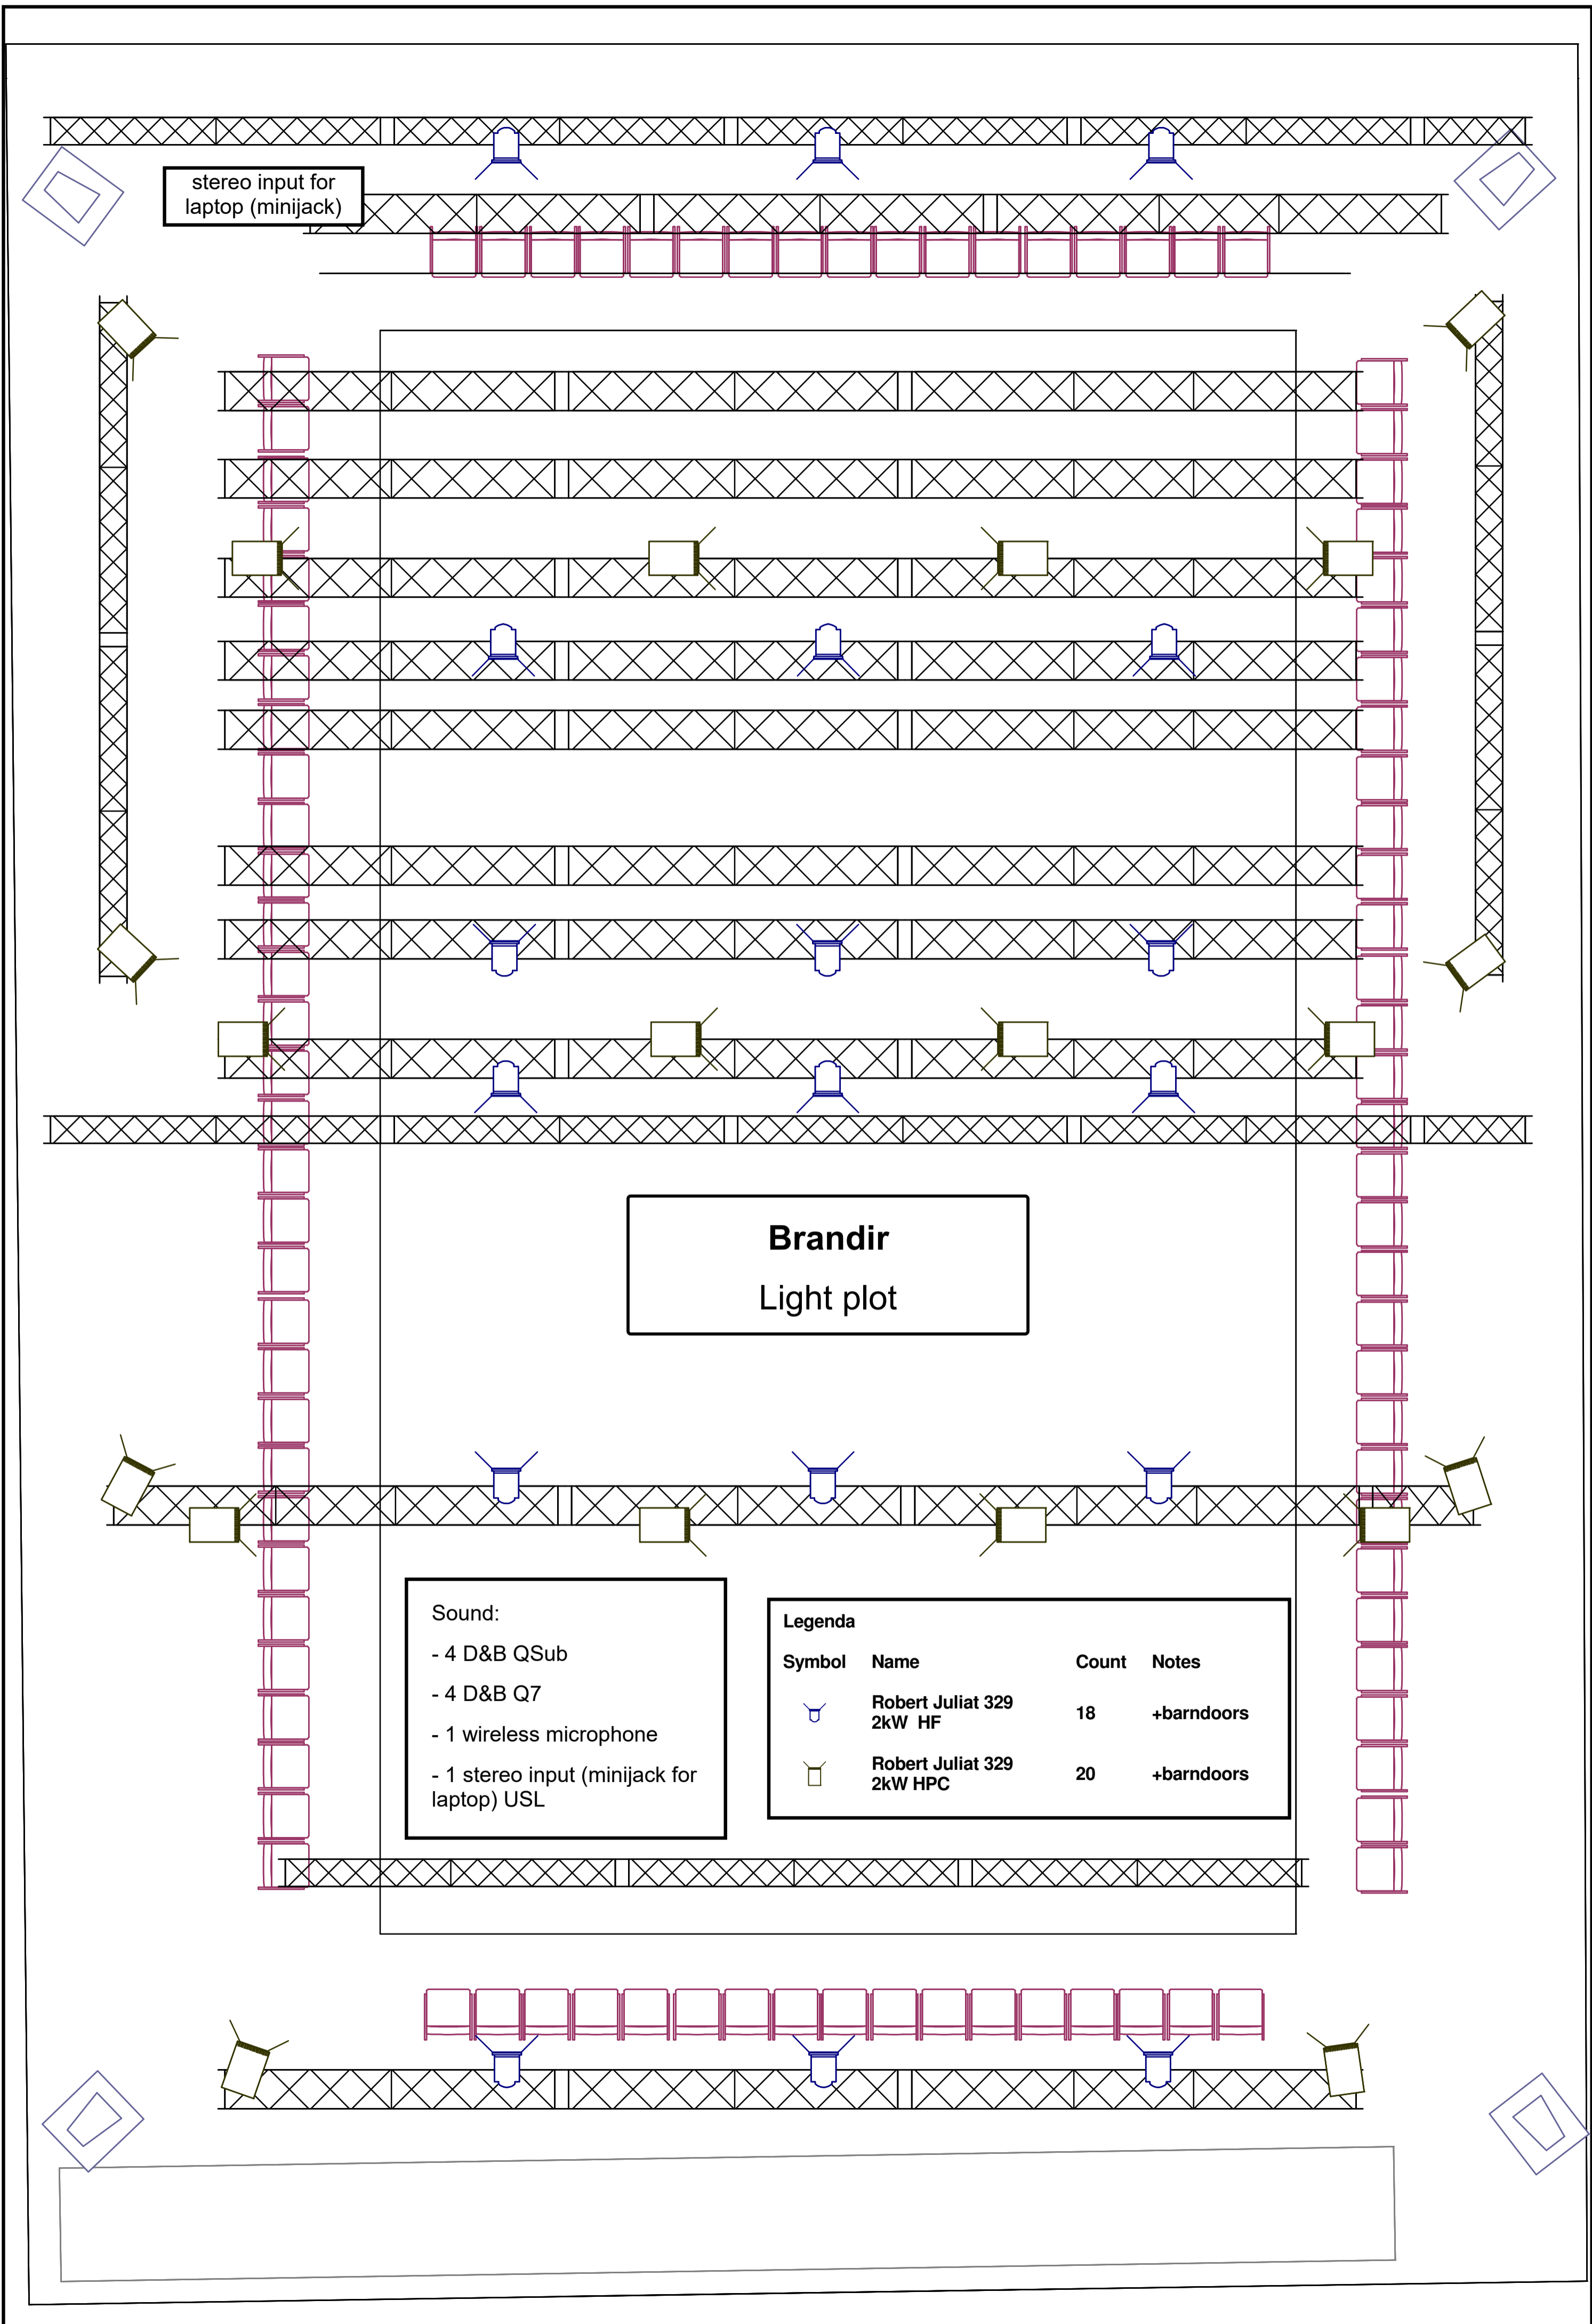 stereo input for
laptop (minijack)
Brandir
Light plot
Sound:
- 4 D&B QSub
- 4 D&B Q7
- 1 wireless microphone
- 1 stereo input (minijack for
laptop) USL
Legenda
Symbol Name Count Notes
Robert Juliat 329
2kW HF 18 +barndoors
Robert Juliat 329
2kW HPC 20 +barndoors